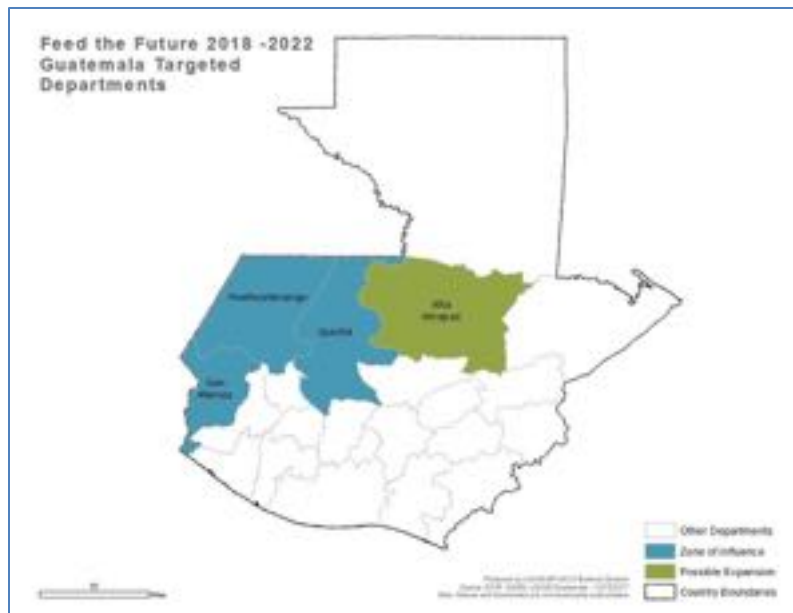 Feed the Future 2018 -2022
Guatemala Targeted
Departments
Huehuetenango
Alta
Verapaz
Quiché
San
Marcos
Other Departments
Zone of Influence
Possible Expansion
Country Boundaries